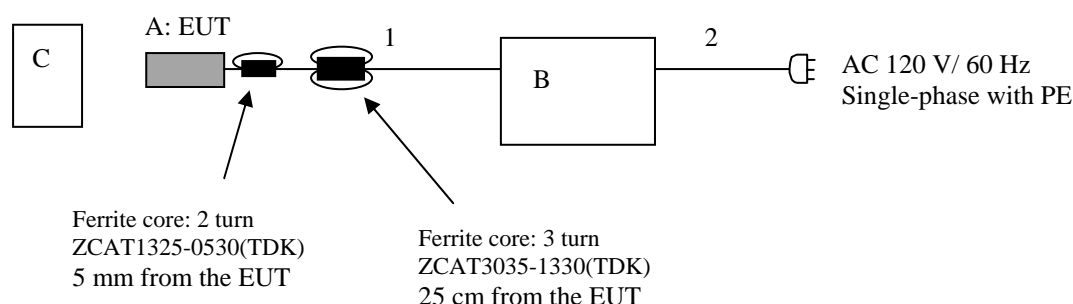 A: EUT
C
1
B
2
AC 120 V/ 60 Hz
Single-phase with PE
Ferrite core: 2 turn
ZCAT1325-0530(TDK)
5 mm from the EUT
Ferrite core: 3 turn
ZCAT3035-1330(TDK)
25 cm from the EUT